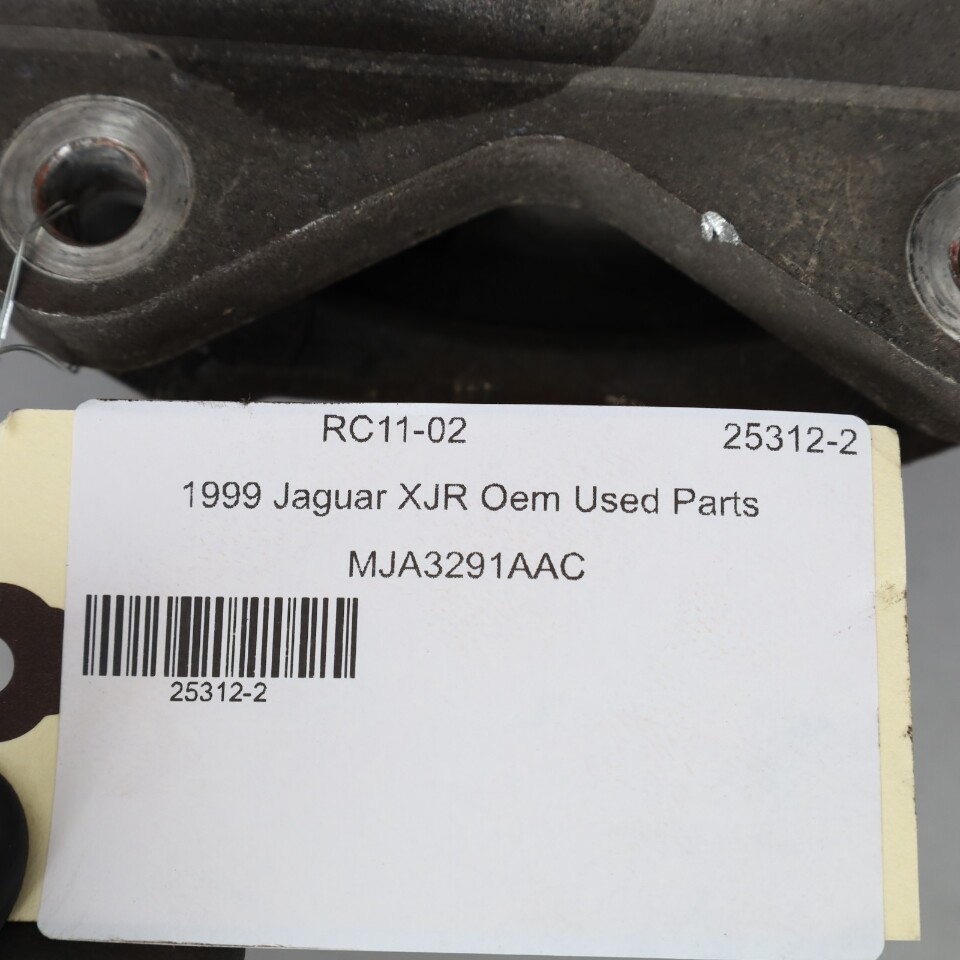 RC11-02 25312-2
1999 Jaguar XJR Oem Used Parts
MJA3291AAC
25312-2